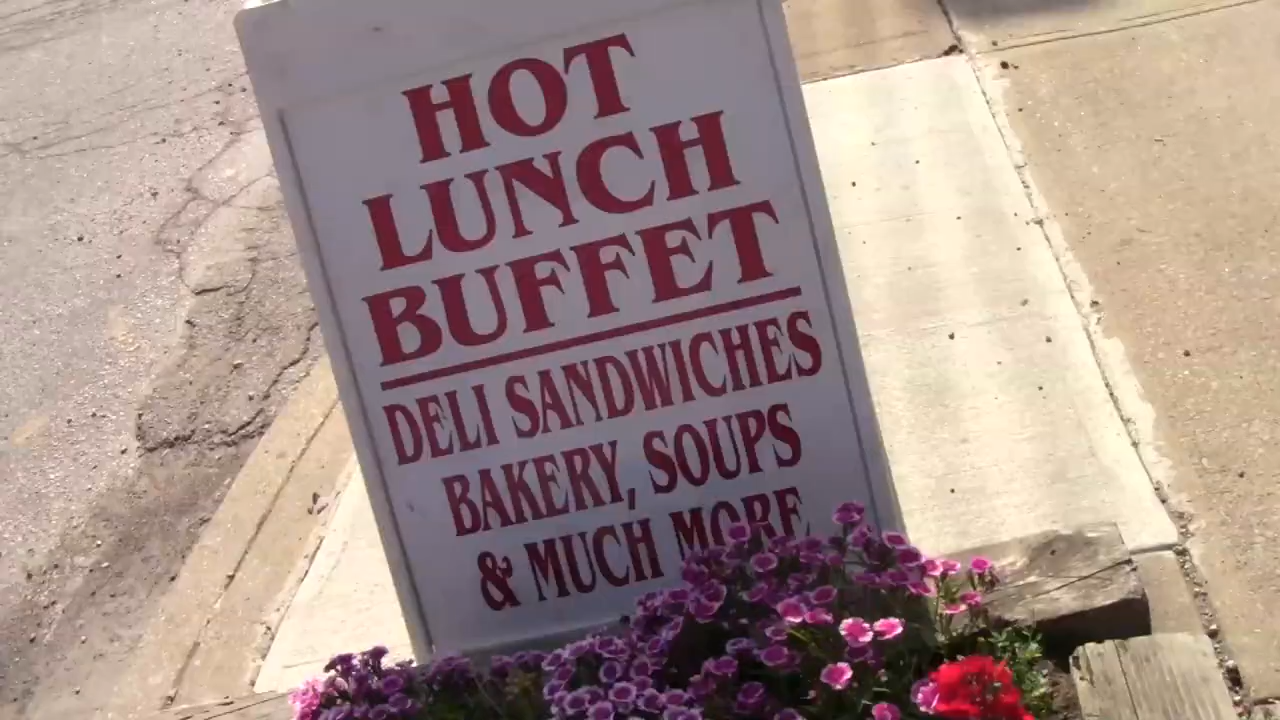 HOT
LUNCH
BUFFET
DELI SANDWICHES
BAKERY, SOUPS
& MUCH MORE